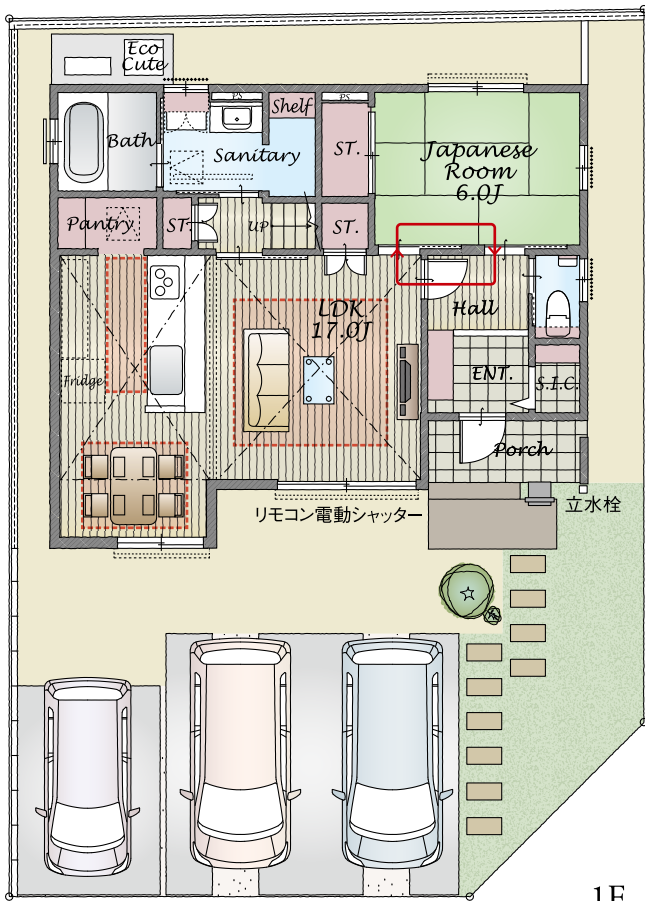 Eco
Cute
PS
Shelf
PS
Bath
Sanitary
ST.
Japanese
Room
6.0J
Pantry
ST.
UP
ST.
LDK
17.0J
Hall
Fridge
ENT.
S.I.C.
Porch
リモコン電動シャッター
立水栓
1F